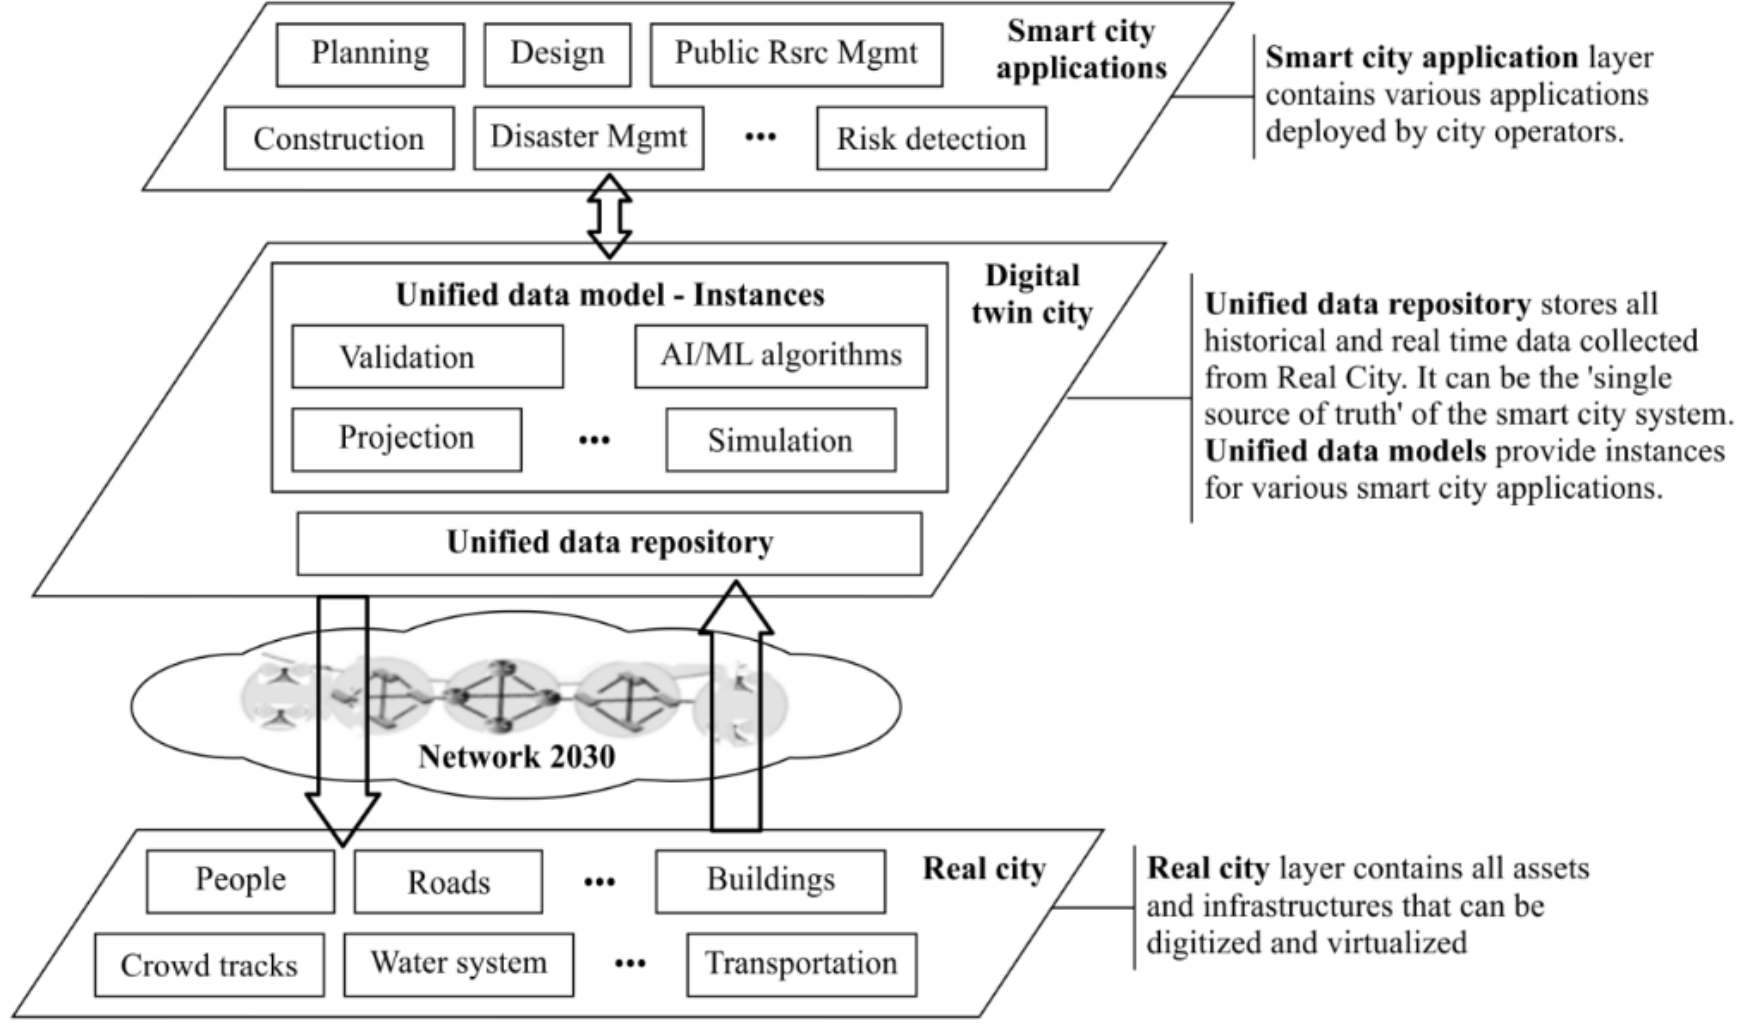 Planning
Design
Public Rsrc Mgmt
Smart city
applications
Construction
Disaster Mgmt
•••
Risk detection
Smart city application layer
contains various applications
deployed by city operators.
Unified data model - Instances
Digital
twin city
Validation
AI/ML algorithms
Projection
•••
Simulation
Unified data repository
Unified data repository stores all
historical and real time data collected
from Real City. It can be the 'single
source of truth' of the smart city system.
Unified data models provide instances
for various smart city applications.
Network 2030
People
Roads
•••
Buildings
Real city
Crowd tracks
Water system
•••
Transportation
Real city layer contains all assets
and infrastructures that can be
digitized and virtualized